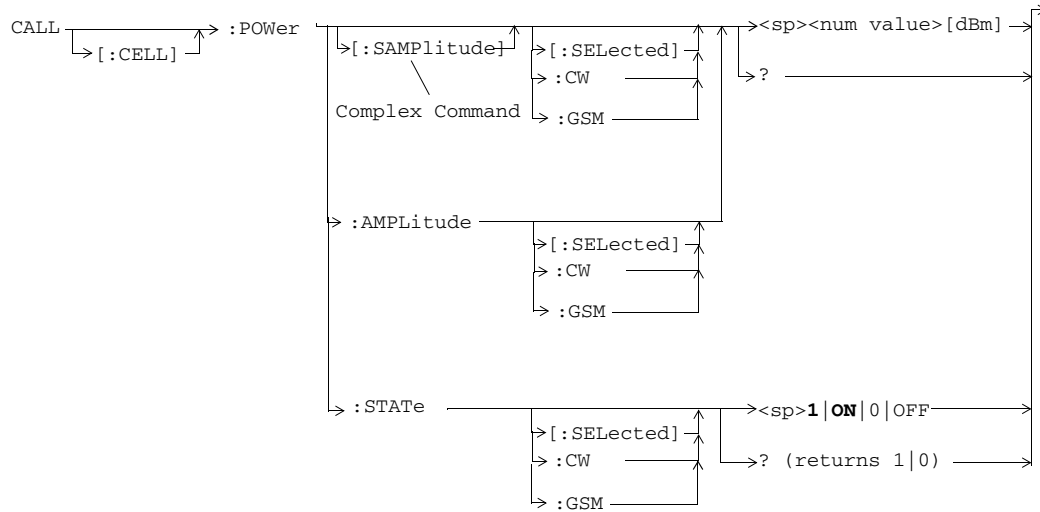 CALL :POWer <sp><num value>[dBm]
[:CELL] [:SAMPlitude] [:SELected]
:CW ?
Complex Command
:GSM
:AMPLitude
[:SELected]
:CW
:GSM
:STATe <sp>1|ON|0|OFF
[:SELected]
:CW ? (returns 1|0)
:GSM